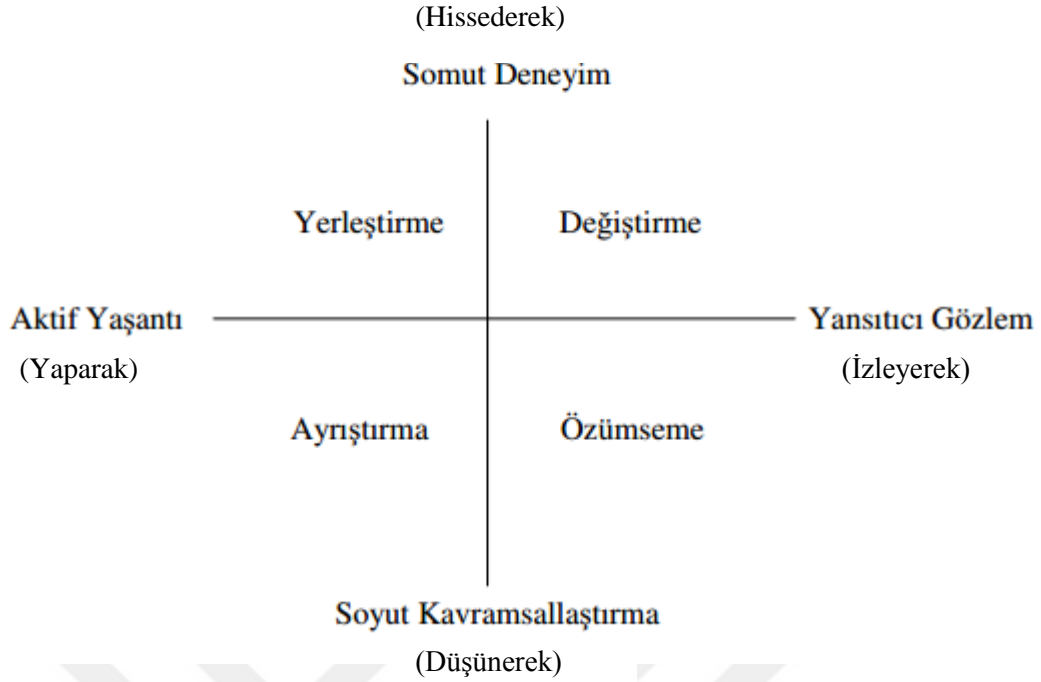 (Hissederek)
Somut Deneyim
Yerleştirme Değiştirme
Aktif Yaşantı Yansıtıcı Gözlem
(Yaparak) (İzleyerek)
Ayrıştırma Özümseme
Soyut Kavramsallaştırma
(Düşünerek)